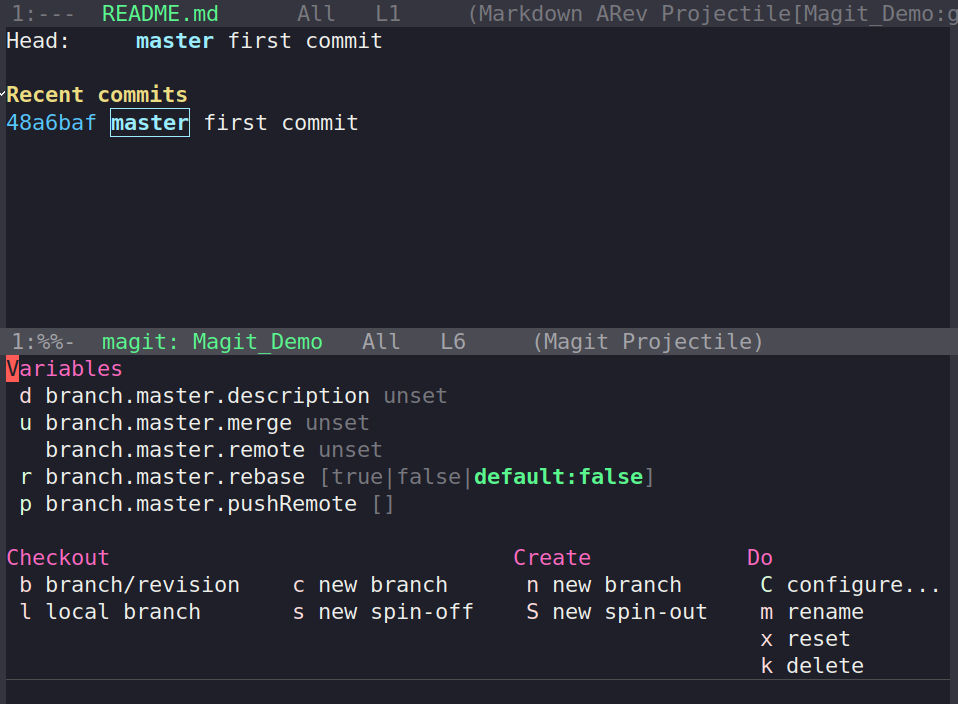 1:--- README.md All L1 (Markdown ARev Projectile[Magit_Demo:g
Head: master first commit
Recent commits
48a6baf master first commit
1:%%- magit: Magit_Demo All L6 (Magit Projectile)
Variables
d branch.master.description unset
u branch.master.merge unset
branch.master.remote unset
r branch.master.rebase [true|false|default:false]
p branch.master.pushRemote []
Checkout Create Do
b branch/revision c new branch n new branch C configure...
l local branch s new spin-off S new spin-out m rename
x reset
k delete